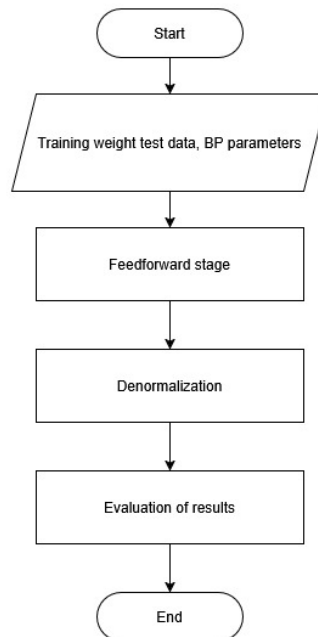 Start
Training weight test data, BP parameters
Feedforward stage
Denormalization
Evaluation of results
End